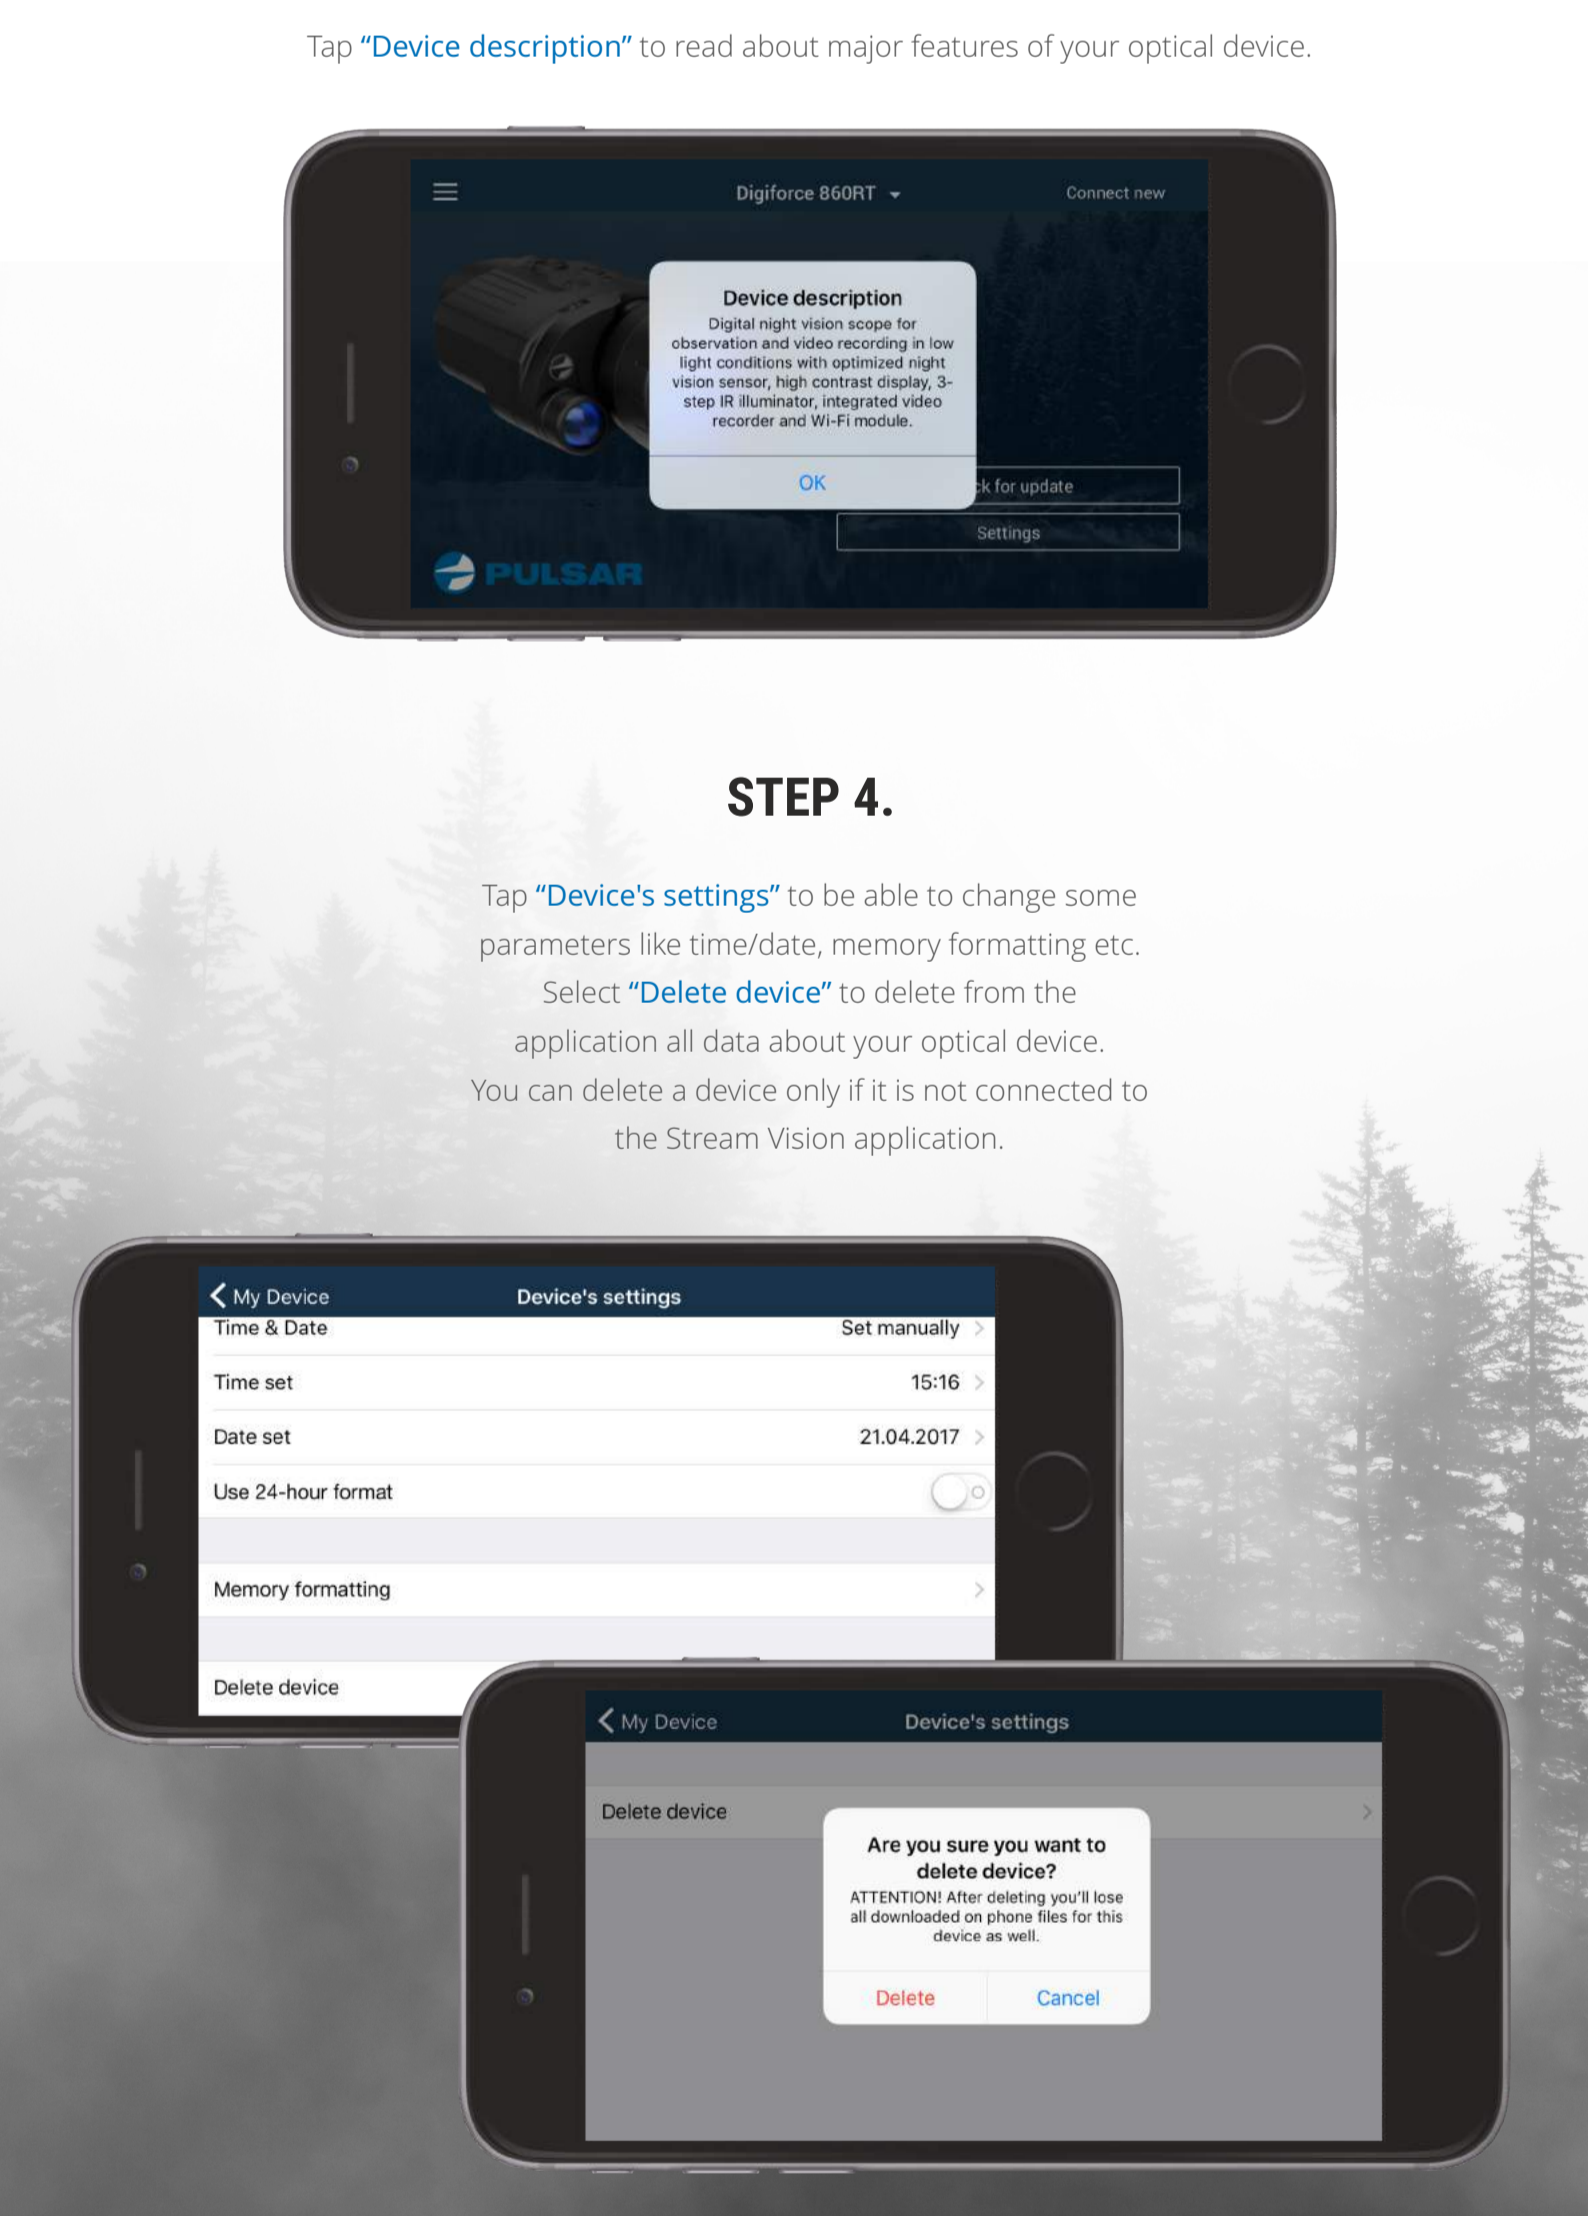 Tap “Device description” to read about major features of your optical device.
Digiforce 860RT
Connect new
Device description
Digital night vision scope for
observation and video recording in low
light conditions with optimized night
vision sensor, high contrast display, 3-
step IR illuminator, integrated video
recorder and Wi-Fi module.
OK
for update
Settings
PULSAR
STEP 4.
Tap “Device's settings” to be able to change some
parameters like time/date, memory formatting etc.
Select “Delete device” to delete from the
application all data about your optical device.
You can delete a device only if it is not connected to
the Stream Vision application.
My Device
Device's settings
Time & Date
Set manually
Time set
15:16
Date set
21.04.2017
Use 24-hour format
Memory formatting
Delete device
My Device
Device's settings
Delete device
Are you sure you want to
delete device?
ATTENTION! After deleting you'll lose
all downloaded on phone files for this
device as well.
Delete
Cancel